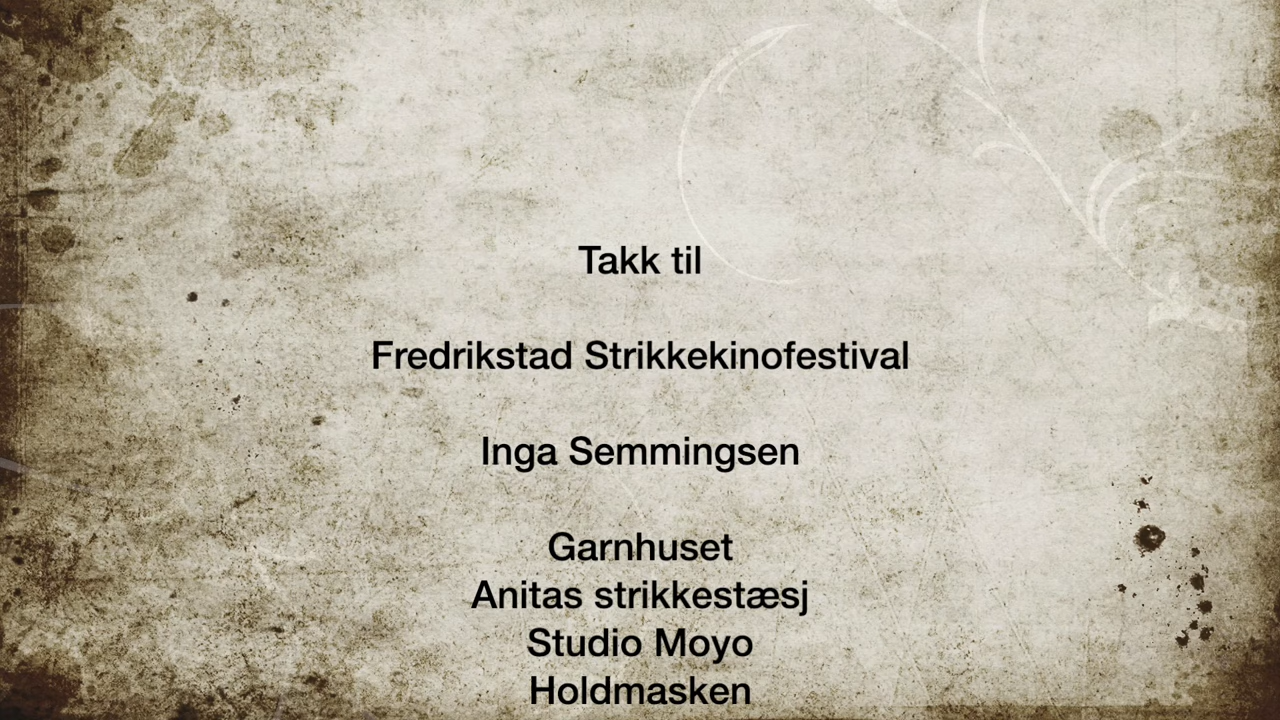 Takk til
Fredrikstad Strikkekinofestival
Inga Semmingsen
Garnhuset
Anitas strikkestæsj
Studio Moyo
Holdmasken